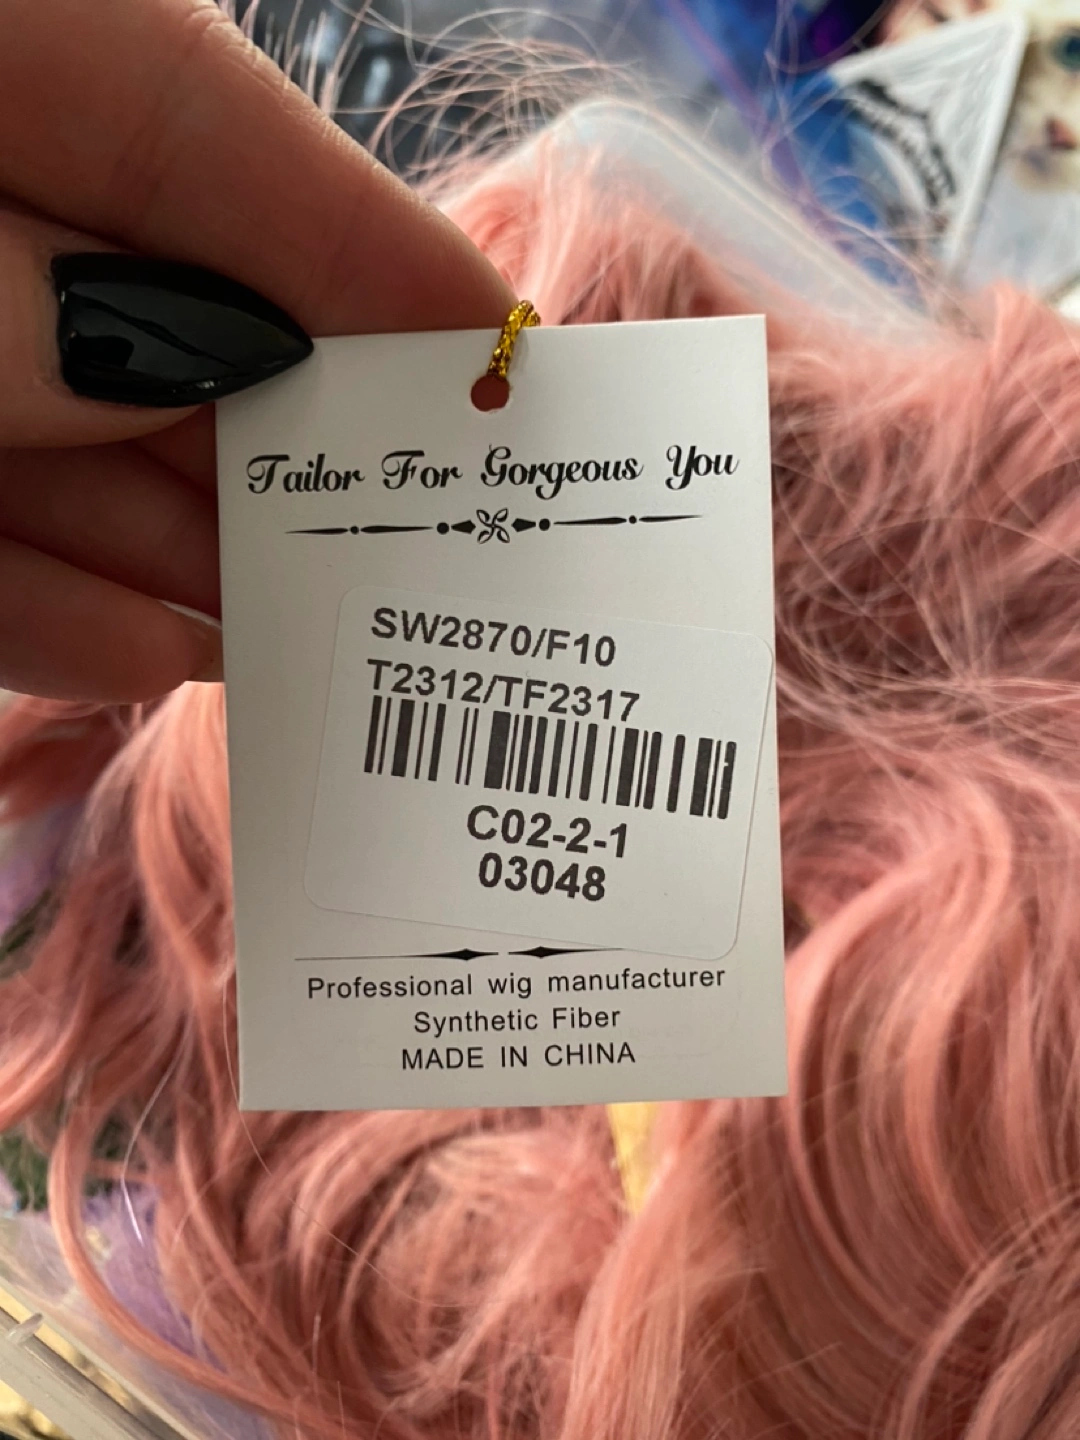 Tailor For Gorgeous You
SW2870/F10
T2312/TF2317
C02-2-1
03048
Professional wig manufacturer
Synthetic Fiber
MADE IN CHINA